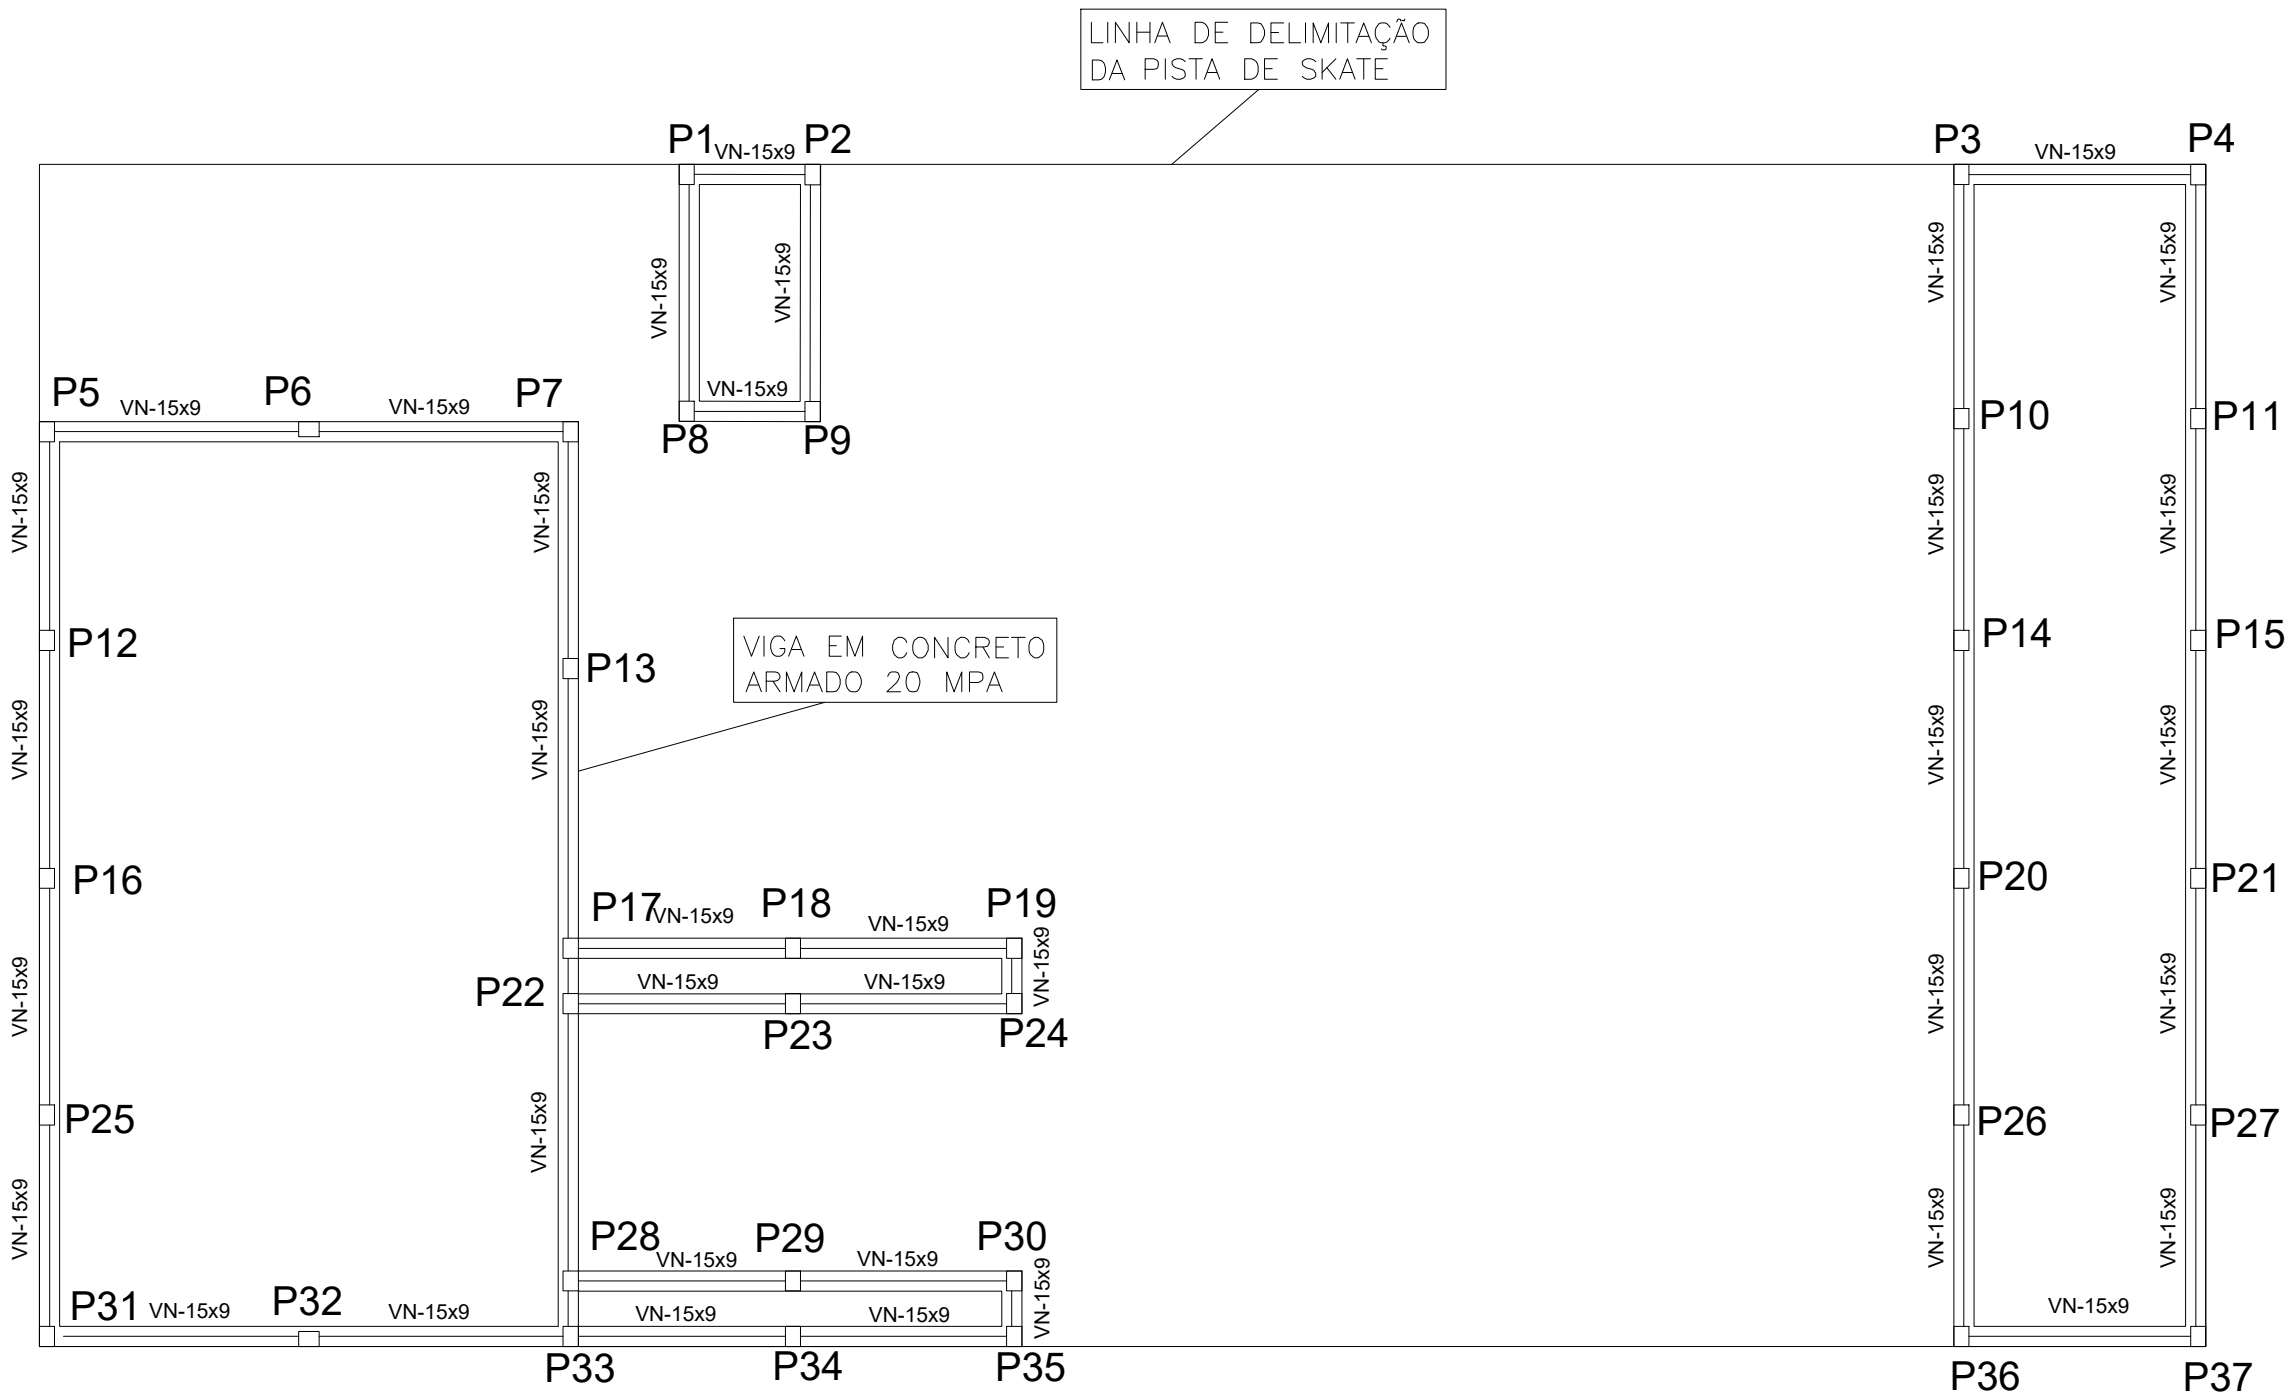 LINHA DE DELIMITAÇÃO
DA PISTA DE SKATE
P1
VN-15x9
P2
P3
VN-15x9
P4
VN-15x9
VN-15x9
VN-15x9
VN-15x9
VN-15x9
P5
VN-15x9
P6
VN-15x9
P7
P8
P9
P10
P11
VN-15x9
VN-15x9
VN-15x9
VN-15x9
P12
P13
VIGA EM CONCRETO
ARMADO 20 MPA
P14
P15
VN-15x9
VN-15x9
VN-15x9
VN-15x9
P16
P17
VN-15x9
P18
VN-15x9
P19
P20
P21
VN-15x9
P22
VN-15x9
VN-15x9
VN-15x9
VN-15x9
VN-15x9
P23
P24
P25
VN-15x9
P26
P27
VN-15x9
P28
VN-15x9
P29
VN-15x9
P30
VN-15x9
VN-15x9
VN-15x9
P31
VN-15x9
P32
VN-15x9
VN-15x9
VN-15x9
VN-15x9
P33
P34
P35
P36
P37